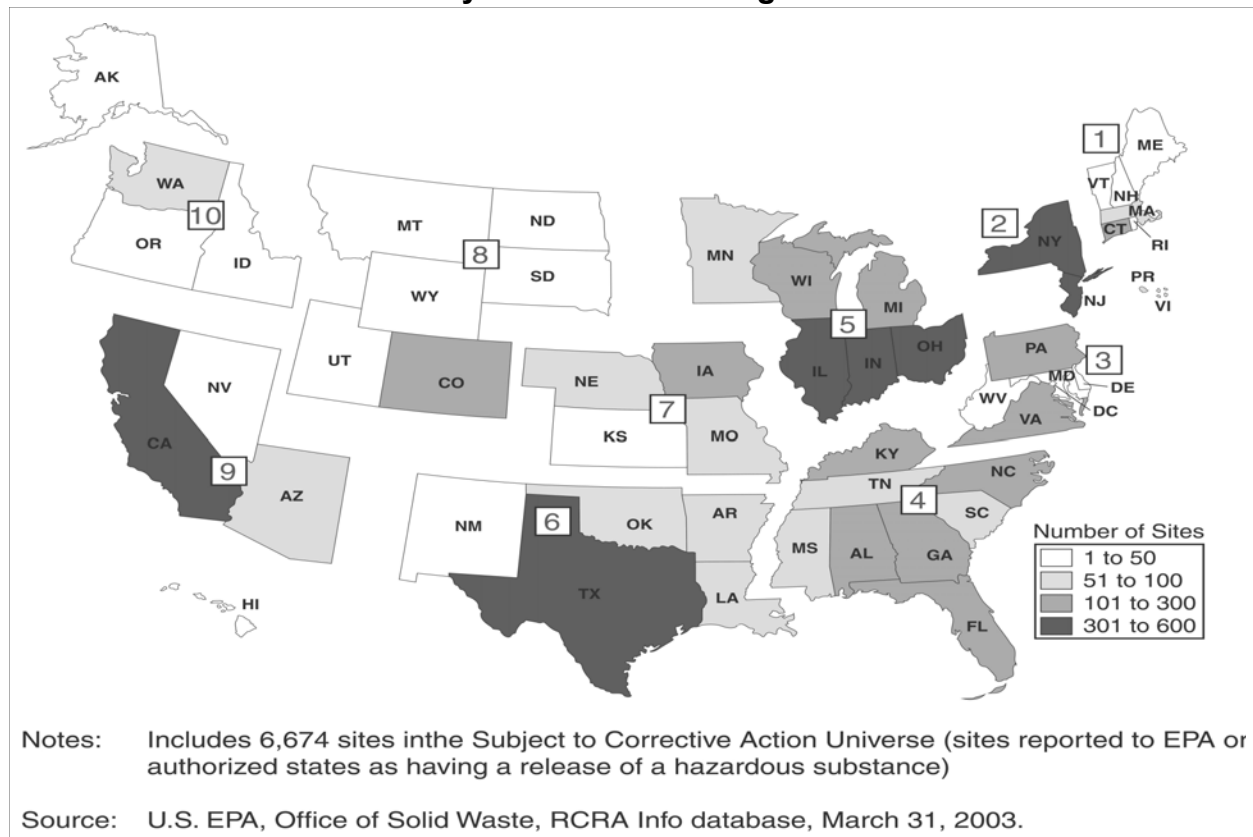 AK
WA
10
OR
ID
MT
ND
8
SD
WY
UT
CO
NV
CA
9
AZ
NM
HI
NE
IA
7
KS
MO
6
OK
AR
TX
LA
MN
WI
MI
5
IL
IN
OH
1
ME
VT
NH
MA
CT
RI
2
NY
NJ
PR
VI
PA
3
MD
DE
WV
DC
VA
KY
NC
TN
4
SC
MS
AL
GA
FL
Number of Sites
1 to 50
51 to 100
101 to 300
301 to 600
Notes: Includes 6,674 sites inthe Subject to Corrective Action Universe (sites reported to EPA or
authorized states as having a release of a hazardous substance)
Source: U.S. EPA, Office of Solid Waste, RCRA Info database, March 31, 2003.